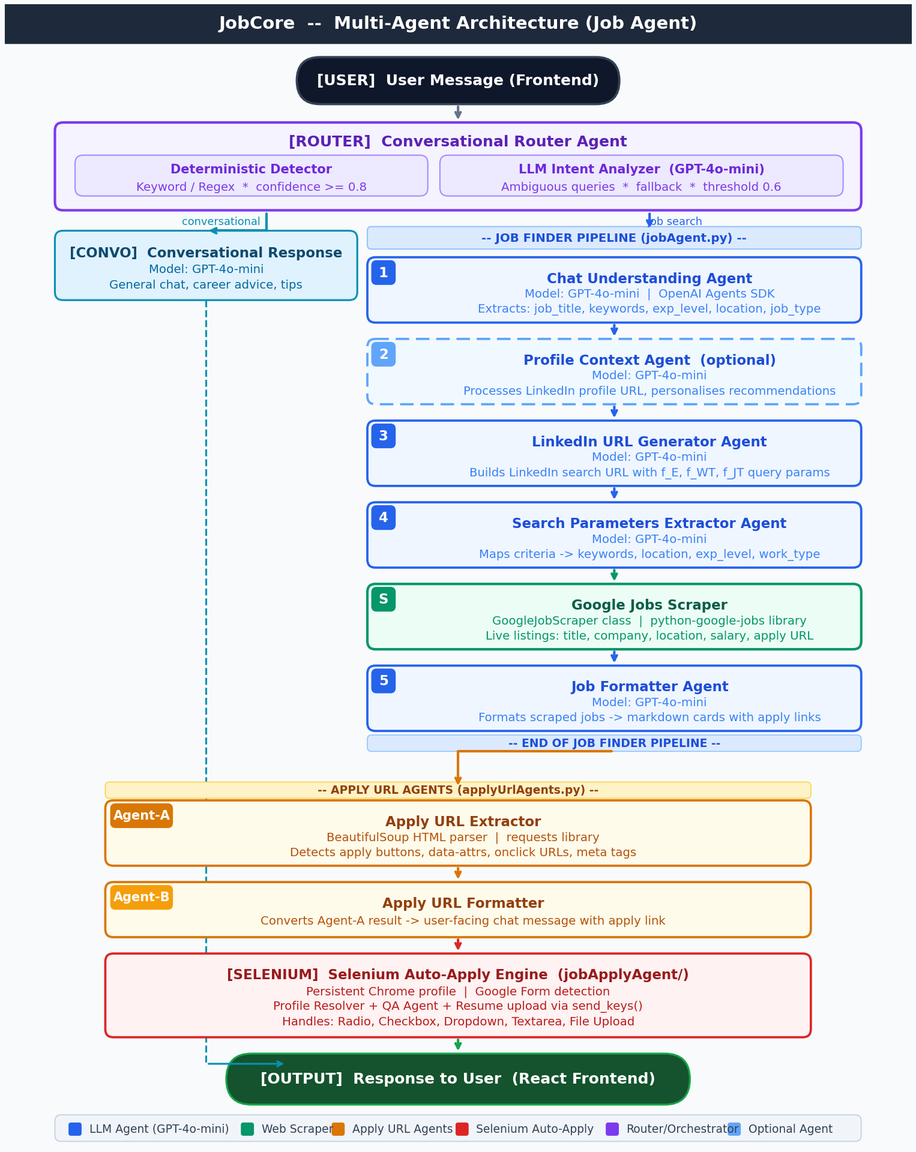 JobCore -- Multi-Agent Architecture (Job Agent)
[USER] User Message (Frontend)
[ROUTER] Conversational Router Agent
Deterministic Detector
Keyword / Regex * confidence >= 0.8
LLM Intent Analyzer (GPT-4o-mini)
Ambiguous queries * fallback * threshold 0.6
conversational
job search
[CONVO] Conversational Response
Model: GPT-4o-mini
General chat, career advice, tips
-- JOB FINDER PIPELINE (jobAgent.py) --
1
Chat Understanding Agent
Model: GPT-4o-mini | OpenAI Agents SDK
Extracts: job_title, keywords, exp_level, location, job_type
2
Profile Context Agent (optional)
Model: GPT-4o-mini
Processes LinkedIn profile URL, personalises recommendations
3
LinkedIn URL Generator Agent
Model: GPT-4o-mini
Builds LinkedIn search URL with f_E, f_WT, f_JT query params
4
Search Parameters Extractor Agent
Model: GPT-4o-mini
Maps criteria -> keywords, location, exp_level, work_type
S
Google Jobs Scraper
GoogleJobScraper class | python-google-jobs library
Live listings: title, company, location, salary, apply URL
5
Job Formatter Agent
Model: GPT-4o-mini
Formats scraped jobs -> markdown cards with apply links
-- END OF JOB FINDER PIPELINE --
-- APPLY URL AGENTS (applyUrlAgents.py) --
Agent-A
Apply URL Extractor
BeautifulSoup HTML parser | requests library
Detects apply buttons, data-attrs, onclick URLs, meta tags
Agent-B
Apply URL Formatter
Converts Agent-A result -> user-facing chat message with apply link
[SELENIUM] Selenium Auto-Apply Engine (jobApplyAgent/)
Persistent Chrome profile | Google Form detection
Profile Resolver + QA Agent + Resume upload via send_keys()
Handles: Radio, Checkbox, Dropdown, Textarea, File Upload
[OUTPUT] Response to User (React Frontend)
LLM Agent (GPT-4o-mini)
Web Scraper
Apply URL Agents
Selenium Auto-Apply
Router/Orchestrator
Optional Agent